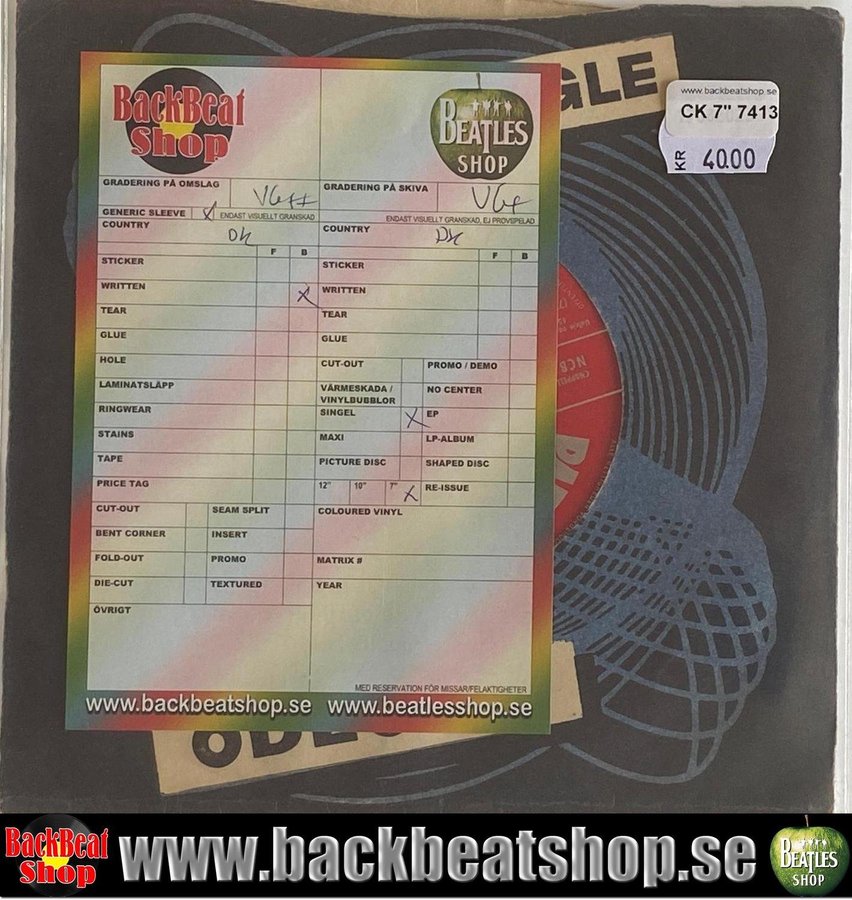 GLE
www.backbeatshop.se
CK 7" 7413
KR 40.00
BackBeat
Shop
BEATLES
SHOP
GRADERING PÅ OMSLAG VG++
GRADERING PÅ SKIVA VG+
GENERIC SLEEVE X ENDAST VISUELLT GRANSKAD
ENDAST VISUELLT GRANSKAD, EJ PROVSPELAD
COUNTRY DK
COUNTRY DK
F B
F B
STICKER
STICKER
WRITTEN X
WRITTEN
TEAR
TEAR
GLUE
GLUE
HOLE
CUT-OUT PROMO / DEMO
LAMINATSLÄPP
VÄRMESKADA /
VINYLBUBBLOR
NO CENTER
RINGWEAR
SINGEL X EP
STAINS
MAXI LP-ALBUM
TAPE
PICTURE DISC SHAPED DISC
PRICE TAG
12" 10" 7" X RE-ISSUE
CUT-OUT SEAM SPLIT
COLOURED VINYL
BENT CORNER INSERT
FOLD-OUT PROMO
MATRIX #
DIE-CUT TEXTURED
YEAR
ÖVRIGT
MED RESERVATION FÖR MISSAR/FELAKTIGHETER
www.backbeatshop.se www.beatlesshop.se
NCB
BackBeat
Shop
www.backbeatshop.se
BEATLES
SHOP